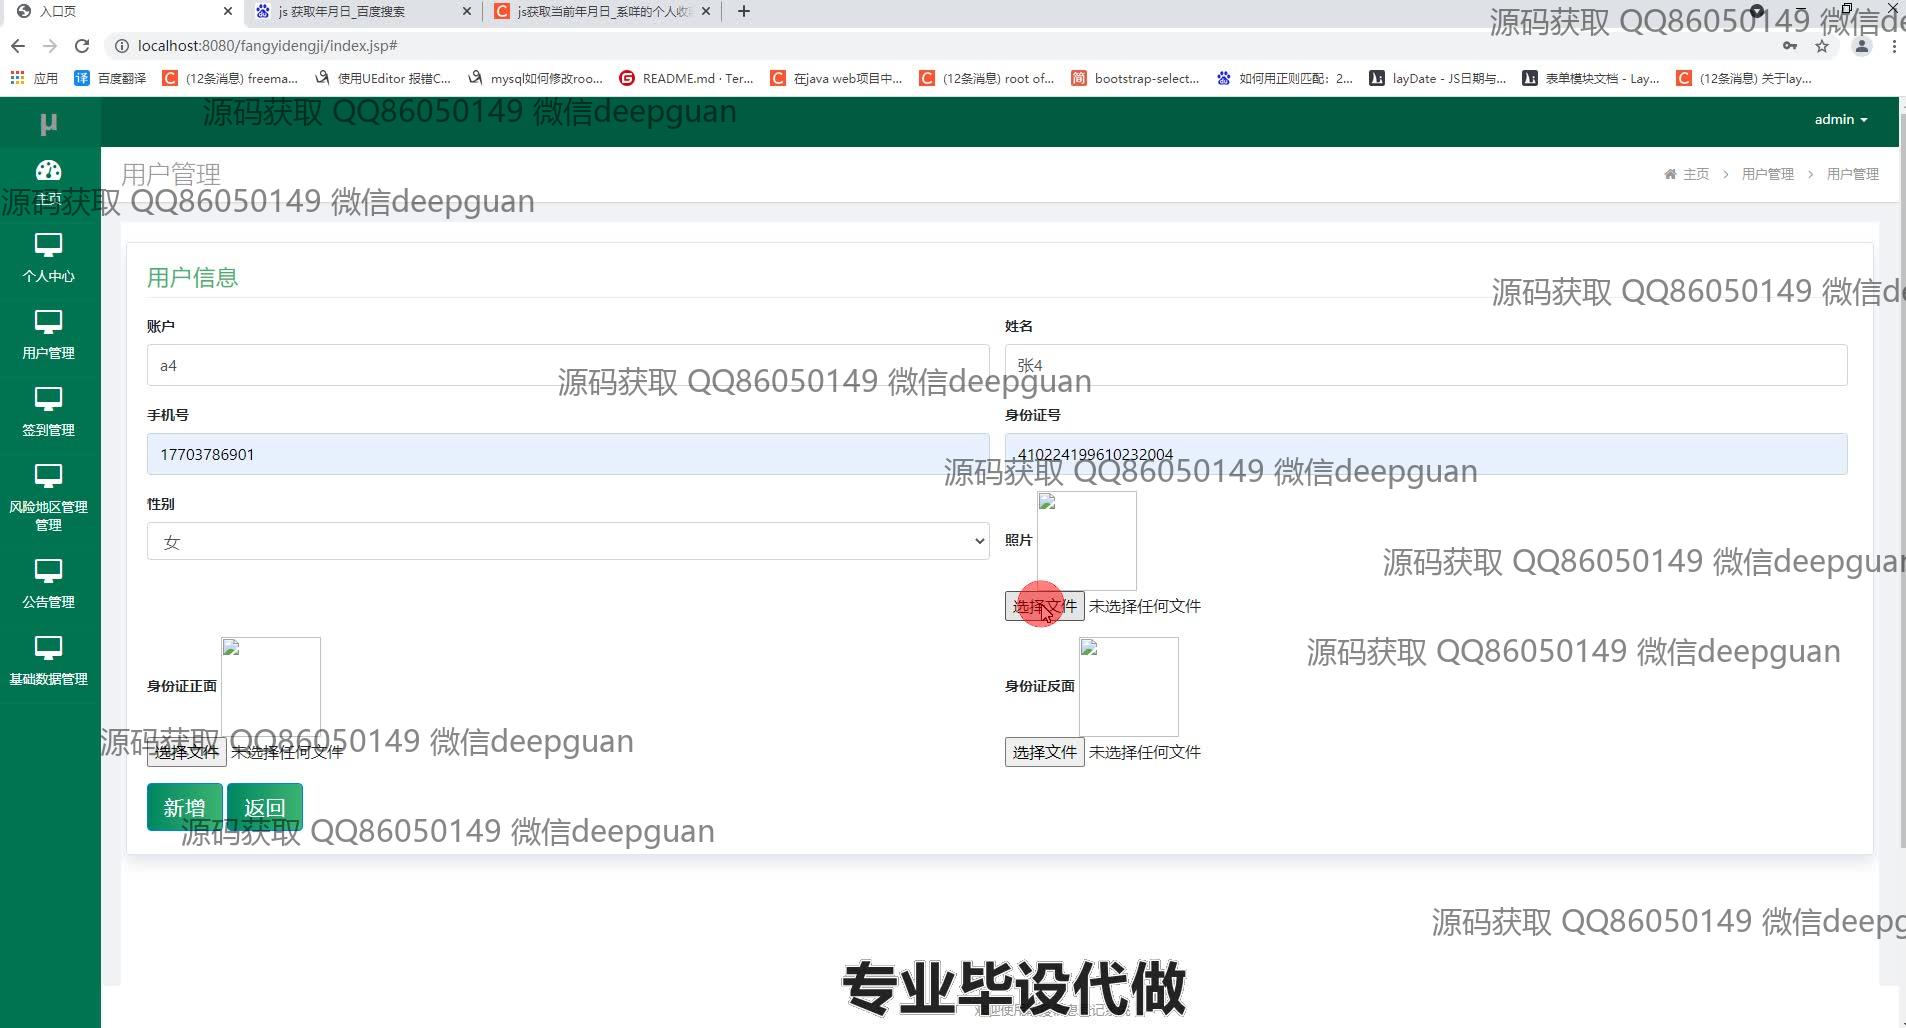 入口页
js 获取年月日_百度搜索
js获取当前年月日_系咩的个人收
源码获取 QQ86050149 微信de
localhost:8080/fangyidengji/index.jsp#
应用
百度翻译
(12条消息) freema...
使用UEditor 报错C...
mysql如何修改roo...
README.md · Ter...
在java web项目中...
(12条消息) root of...
bootstrap-select...
如何用正则匹配：2...
layDate - JS日期与...
表单模块文档 - Lay...
(12条消息) 关于lay...
μ
源码获取 QQ86050149 微信deepguan
admin
用户管理
主页
用户管理
用户管理
主页
源码获取 QQ86050149 微信deepguan
个人中心
用户管理
签到管理
风险地区管理
管理
公告管理
基础数据管理
用户信息
源码获取 QQ86050149 微信de
账户
姓名
a4
张4
源码获取 QQ86050149 微信deepguan
手机号
身份证号
17703786901
410224199610232004
源码获取 QQ86050149 微信deepguan
性别
女
照片
源码获取 QQ86050149 微信deepguan
选择文件 未选择任何文件
源码获取 QQ86050149 微信deepguan
身份证正面
身份证反面
源码获取 QQ86050149 微信deepguan
选择文件 未选择任何文件
选择文件 未选择任何文件
新增
返回
源码获取 QQ86050149 微信deepguan
源码获取 QQ86050149 微信deepg
专业毕设代做